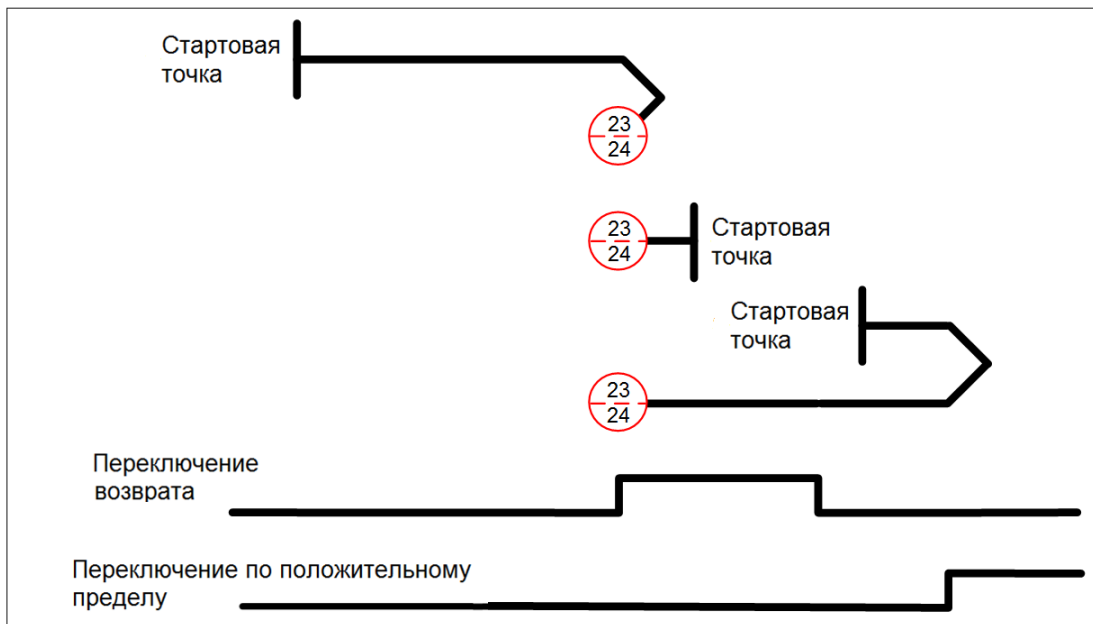 Стартовая
точка
23
24
23
24
Стартовая
точка
Стартовая
точка
23
24
Переключение
возврата
Переключение по положительному
пределу